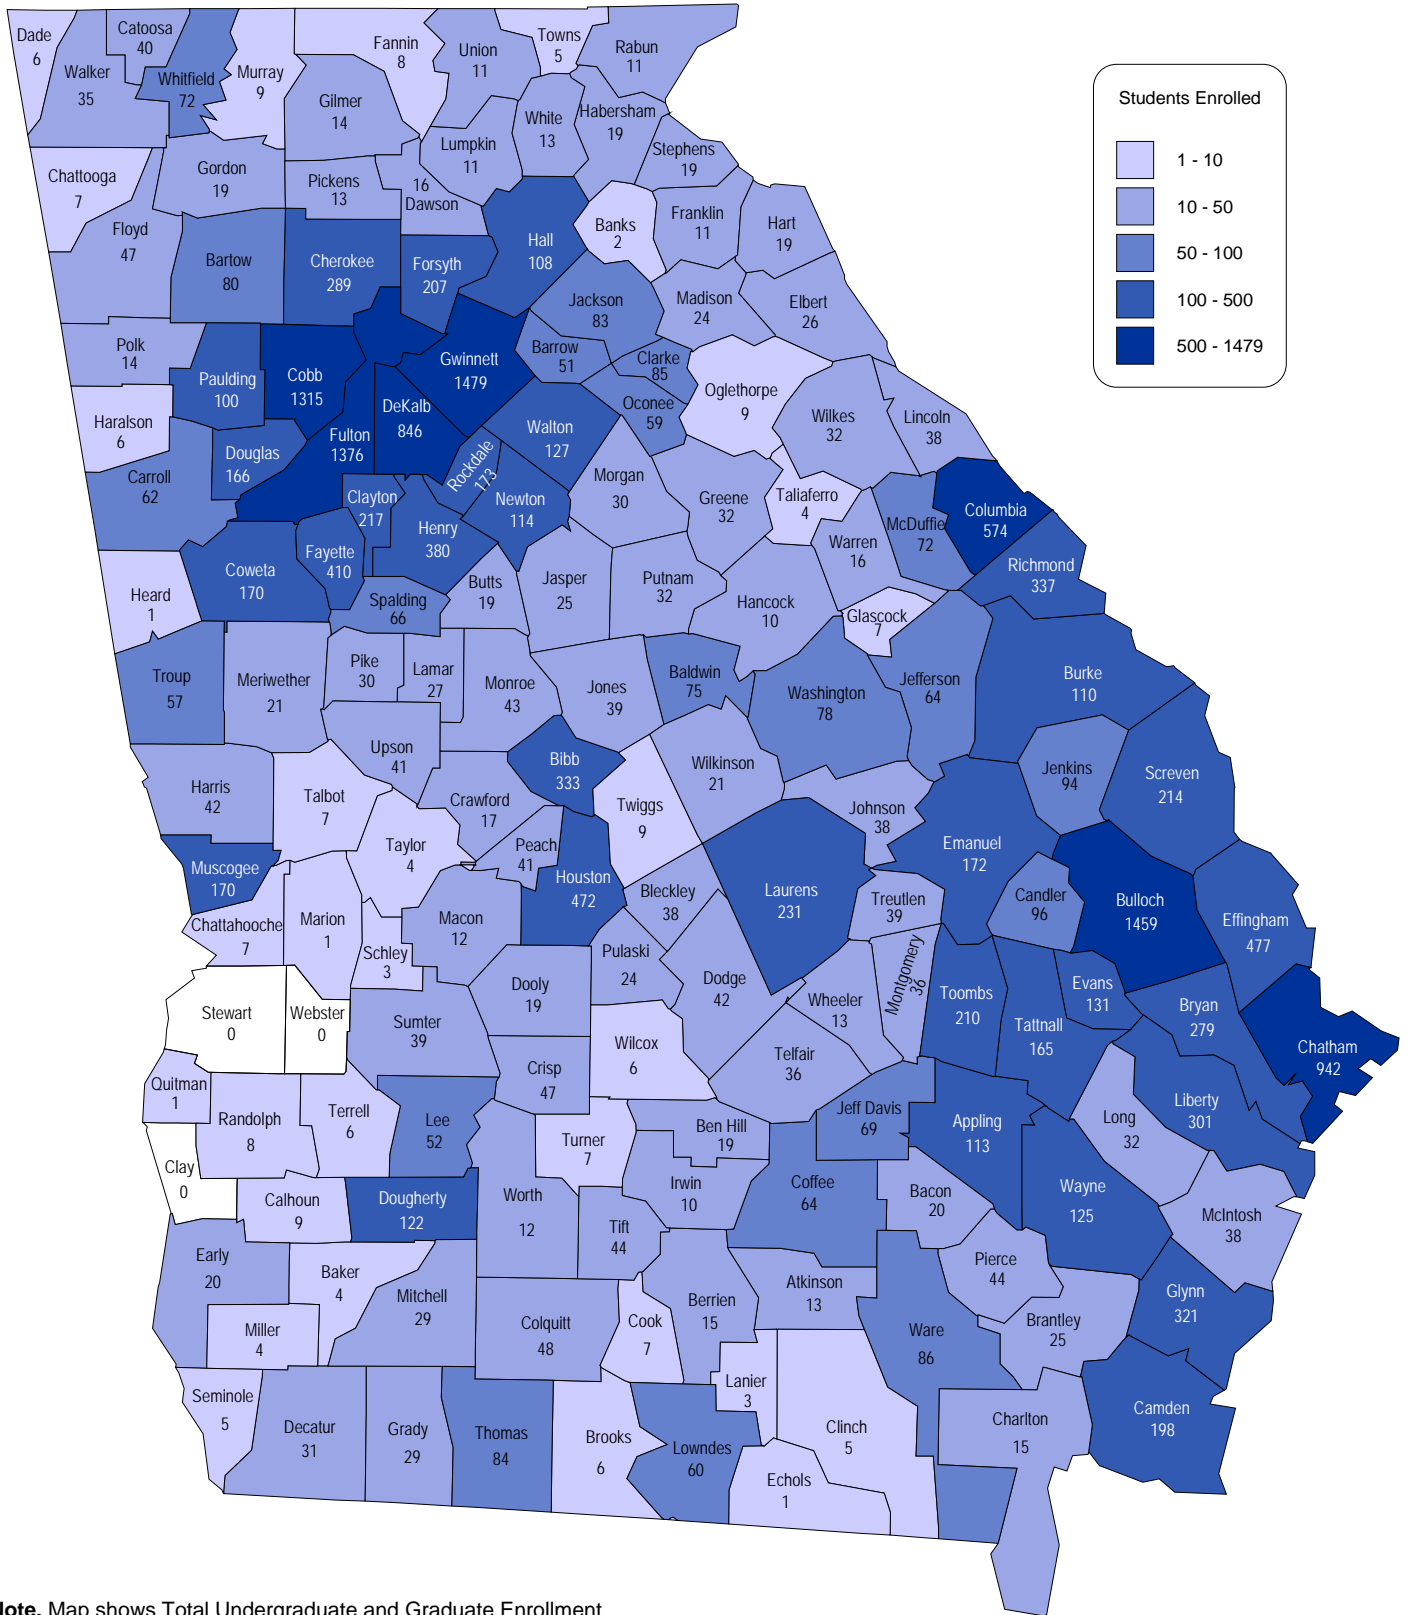 Dade
6
Catoosa
40
Walker
35
Whitfield
72
Murray
9
Fannin
8
Gilmer
14
Union
11
Towns
5
Rabun
11
Students Enrolled
1 - 10
10 - 50
50 - 100
100 - 500
500 - 1479
Lumpkin
11
White
13
Habersham
19
Stephens
19
Chattooga
7
Gordon
19
Pickens
13
16
Dawson
Floyd
47
Bartow
80
Cherokee
289
Forsyth
207
Hall
108
Banks
2
Franklin
11
Hart
19
Jackson
83
Madison
24
Elbert
26
Polk
14
Paulding
100
Cobb
1315
Gwinnett
1479
Barrow
51
Clarke
85
Oconee
59
Oglethorpe
9
Wilkes
32
Lincoln
38
Haralson
6
Douglas
166
Fulton
1376
DeKalb
846
Rockdale
173
Walton
127
Carroll
62
Clayton
217
Henry
380
Newton
114
Morgan
30
Greene
32
Taliaferro
4
McDuffie
72
Columbia
574
Warren
16
Richmond
337
Heard
1
Coweta
170
Fayette
410
Spalding
66
Butts
19
Jasper
25
Putnam
32
Hancock
10
Glascock
7
Troup
57
Meriwether
21
Pike
30
Lamar
27
Monroe
43
Jones
39
Baldwin
75
Washington
78
Jefferson
64
Burke
110
Upson
41
Bibb
333
Wilkinson
21
Jenkins
94
Screven
214
Harris
42
Talbot
7
Crawford
17
Twiggs
9
Johnson
38
Emanuel
172
Taylor
4
Peach
41
Houston
472
Muscogee
170
Bleckley
38
Laurens
231
Treutlen
39
Candler
96
Bulloch
1459
Effingham
477
Chattahooche
7
Marion
1
Schley
3
Macon
12
Pulaski
24
Dooly
19
Dodge
42
Wheeler
13
Montgomery
36
Toombs
210
Tattnall
165
Evans
131
Bryan
279
Chatham
942
Stewart
0
Webster
0
Sumter
39
Crisp
47
Wilcox
6
Telfair
36
Quitman
1
Randolph
8
Terrell
6
Lee
52
Turner
7
Ben Hill
19
Jeff Davis
69
Appling
113
Long
32
Liberty
301
Clay
0
Calhoun
9
Dougherty
122
Worth
12
Tift
44
Irwin
10
Coffee
64
Bacon
20
Wayne
125
McIntosh
38
Early
20
Baker
4
Mitchell
29
Miller
4
Colquitt
48
Cook
7
Berrien
15
Atkinson
13
Pierce
44
Ware
86
Brantley
25
Glynn
321
Seminole
5
Decatur
31
Grady
29
Thomas
84
Brooks
6
Lowndes
60
Lanier
3
Clinch
5
Echols
1
Charlton
15
Camden
198
Note. Map shows Total Undergraduate and Graduate Enrollment